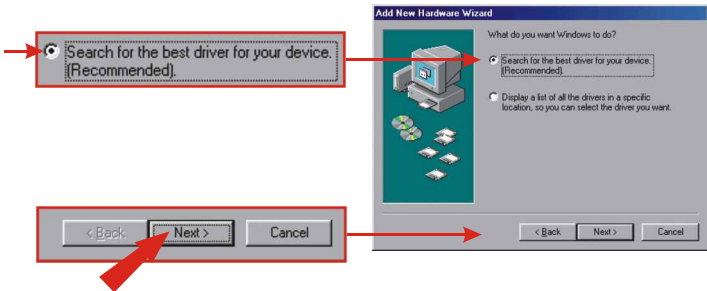 Search for the best driver for your device.
(Recommended).
Add New Hardware Wizard
What do you want Windows to do?
Search for the best driver for your device.
(Recommended).
Display a list of all the drivers in a specific
location, so you can select the driver you want.
< Back
Next >
Cancel
< Back
Next >
Cancel